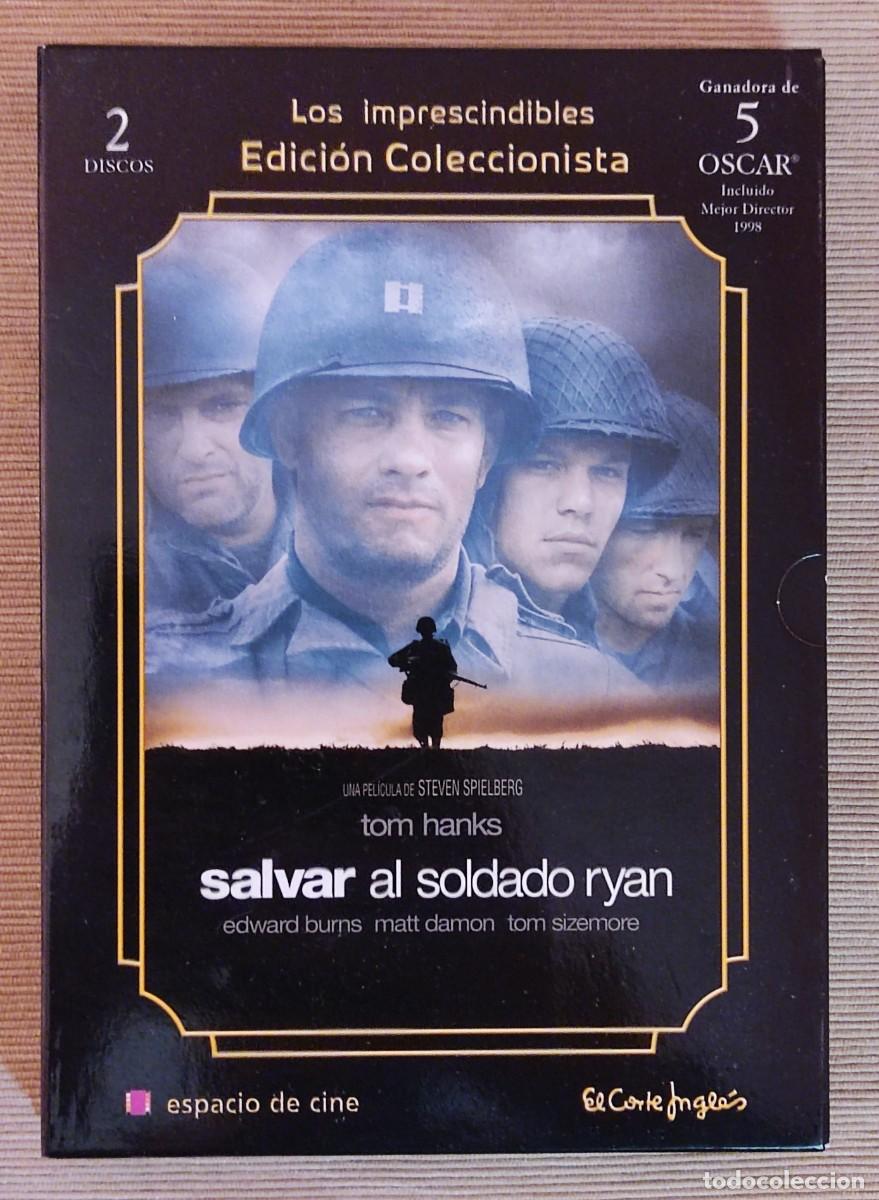 2
DISCOS
Los imprescindibles
Edición Coleccionista
Ganadora de
5
OSCAR®
Incluido
Mejor Director
1998
UNA PELÍCULA DE STEVEN SPIELBERG
tom hanks
salvar al soldado ryan
edward burns matt damon tom sizemore
espacio de cine
El Corte Inglés
todocoleccion